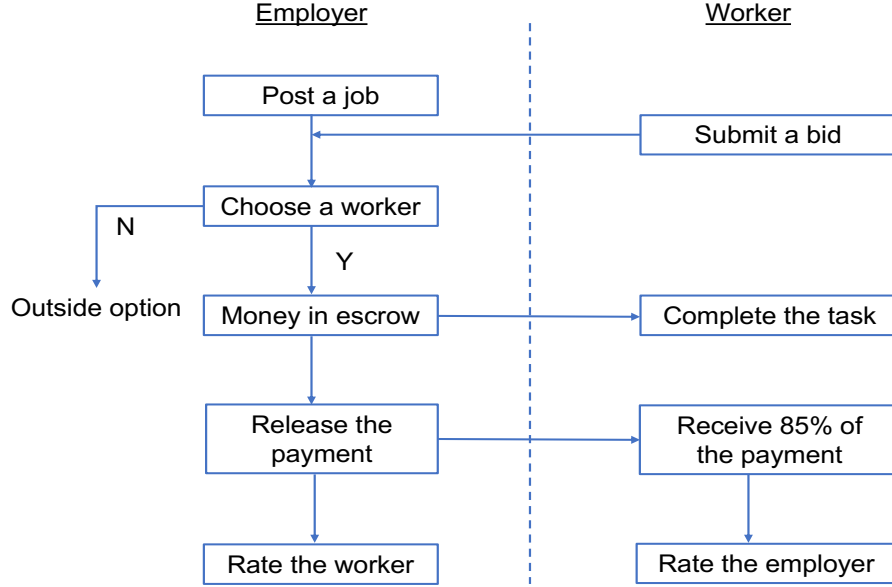 Employer
Worker
Post a job
Submit a bid
Choose a worker
N
Y
Outside option
Money in escrow
Complete the task
Release the
payment
Receive 85% of
the payment
Rate the worker
Rate the employer